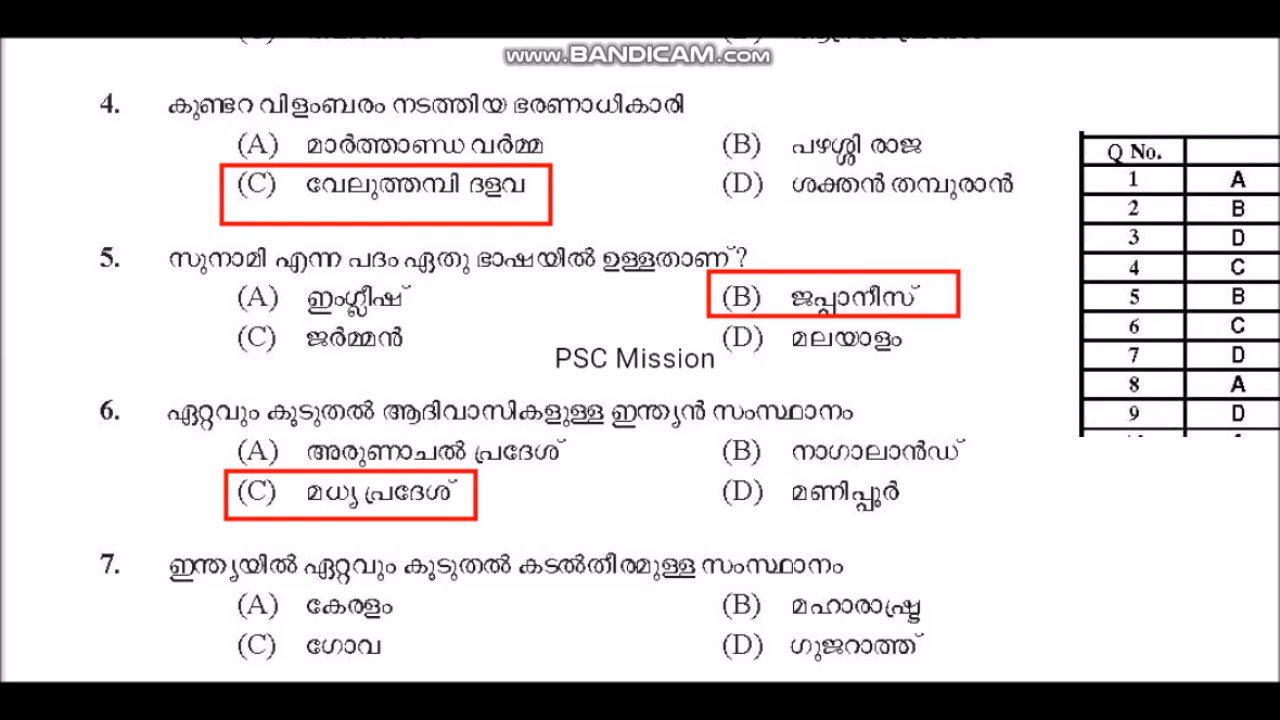 www.BANDICAM.com
4. കുണ്ടറ വിളംബരം നടത്തിയ ഭരണാധികാരി
(A) മാർത്താണ്ഡ വർമ്മ (B) പഴശ്ശി രാജ
(C) വേലുത്തമ്പി ദളവ (D) ശക്തൻ തമ്പുരാൻ
5. സുനാമി എന്ന പദം ഏതു ഭാഷയിൽ ഉള്ളതാണ്?
(A) ഇംഗ്ലീഷ് (B) ജപ്പാനീസ്
(C) ജർമ്മൻ (D) മലയാളം
PSC Mission
6. ഏറ്റവും കൂടുതൽ ആദിവാസികളുള്ള ഇന്ത്യൻ സംസ്ഥാനം
(A) അരുണാചൽ പ്രദേശ് (B) നാഗാലാൻഡ്
(C) മധ്യ പ്രദേശ് (D) മണിപ്പൂർ
7. ഇന്ത്യയിൽ ഏറ്റവും കൂടുതൽ കടൽതീരമുള്ള സംസ്ഥാനം
(A) കേരളം (B) മഹാരാഷ്ട്ര
(C) ഗോവ (D) ഗുജറാത്ത്
Q No.
1 A
2 B
3 D
4 C
5 B
6 C
7 D
8 A
9 D